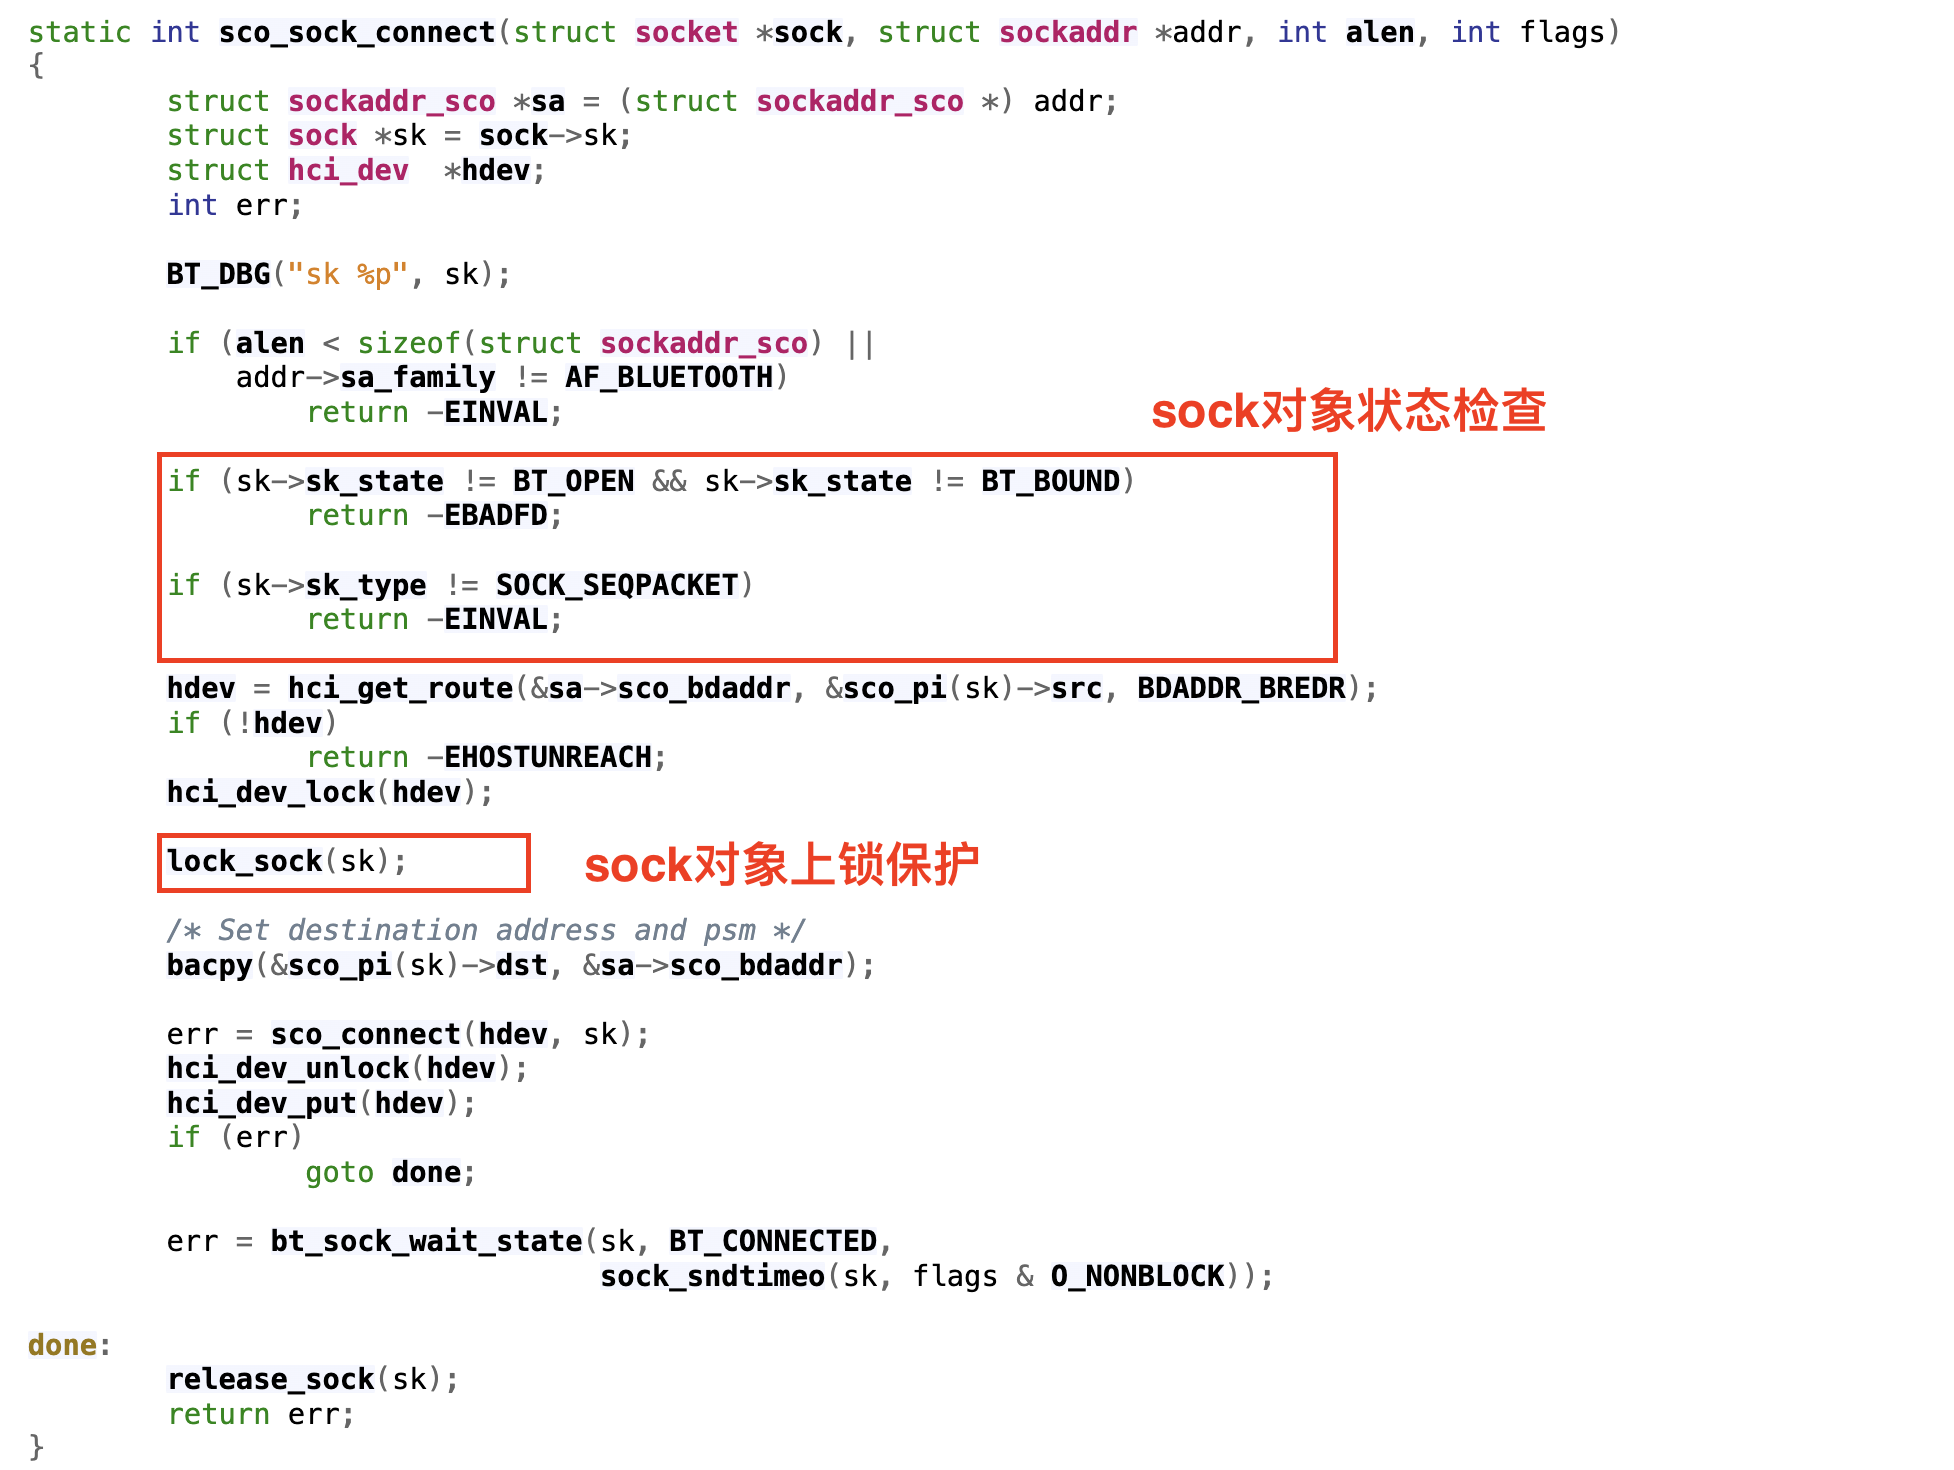 static int sco_sock_connect(struct socket *sock, struct sockaddr *addr, int alen, int flags)
{
struct sockaddr_sco *sa = (struct sockaddr_sco *) addr;
struct sock *sk = sock->sk;
struct hci_dev  *hdev;
int err;
BT_DBG("sk %p", sk);
if (alen < sizeof(struct sockaddr_sco) ||
addr->sa_family != AF_BLUETOOTH)
return -EINVAL;
sock对象状态检查
if (sk->sk_state != BT_OPEN && sk->sk_state != BT_BOUND)
return -EBADFD;
if (sk->sk_type != SOCK_SEQPACKET)
return -EINVAL;
hdev = hci_get_route(&sa->sco_bdaddr, &sco_pi(sk)->src, BDADDR_BREDR);
if (!hdev)
return -EHOSTUNREACH;
hci_dev_lock(hdev);
lock_sock(sk);
sock对象上锁保护
/* Set destination address and psm */
bacpy(&sco_pi(sk)->dst, &sa->sco_bdaddr);
err = sco_connect(hdev, sk);
hci_dev_unlock(hdev);
hci_dev_put(hdev);
if (err)
goto done;
err = bt_sock_wait_state(sk, BT_CONNECTED,
sock_sndtimeo(sk, flags & O_NONBLOCK));
done:
release_sock(sk);
return err;
}